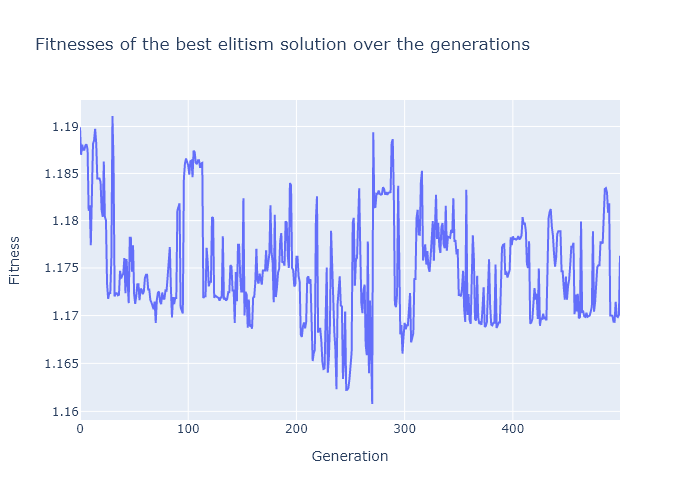 Fitnesses of the best elitism solution over the generations
1.19
1.185
1.18
1.175
1.17
1.165
1.16
Fitness
0 100 200 300 400
Generation